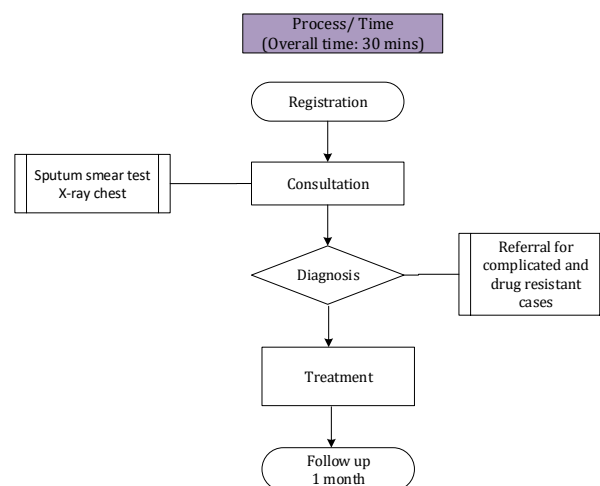 Process/ Time
(Overall time: 30 mins)
Registration
Sputum smear test
X-ray chest
Consultation
Diagnosis
Referral for
complicated and
drug resistant
cases
Treatment
Follow up
1 month